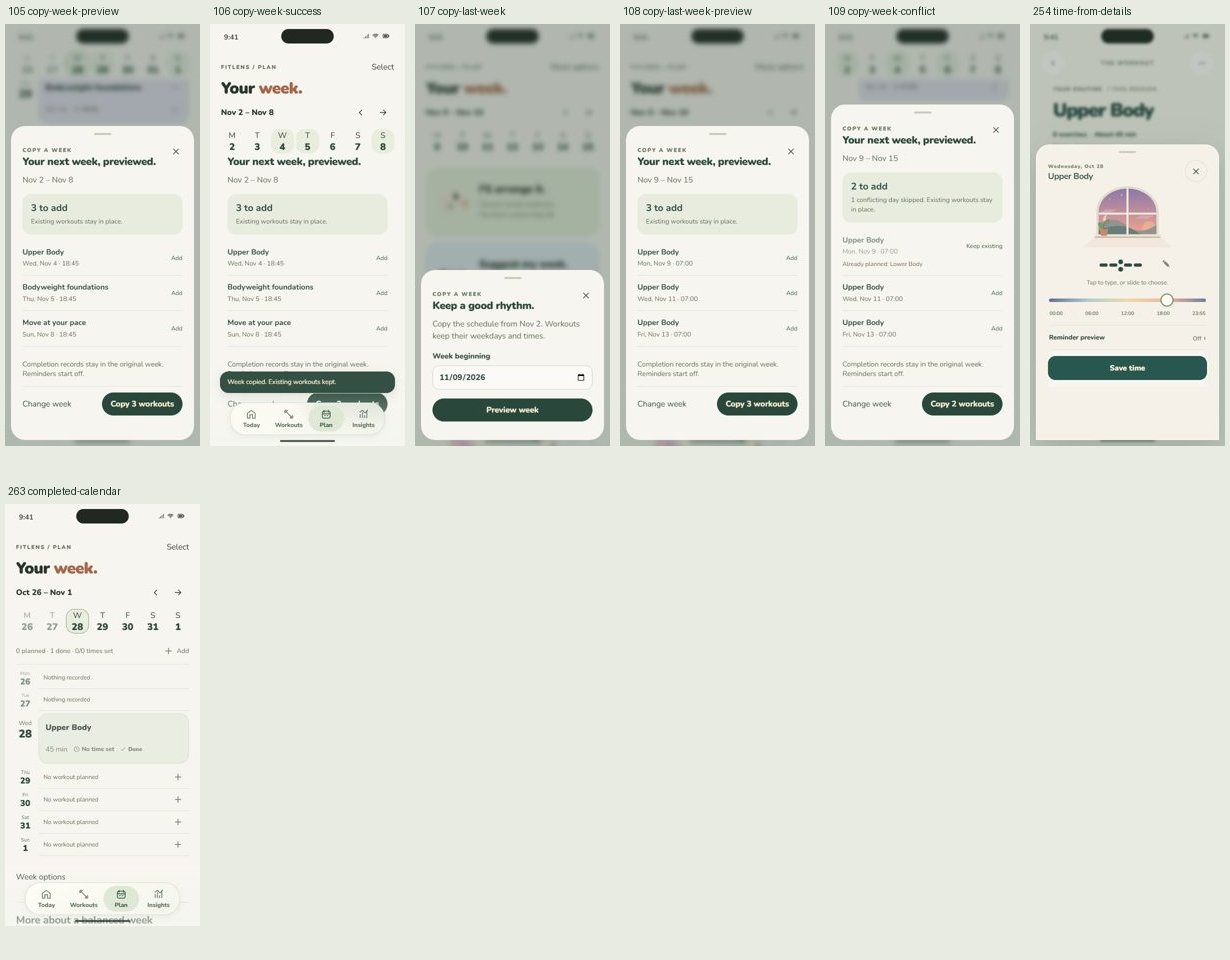 105 copy-week-preview
COPY A WEEK
Your next week, previewed.
Nov 2 – Nov 8
3 to add
Existing workouts stay in place.
Upper Body
Wed, Nov 4 · 18:45
Add
Bodyweight foundations
Thu, Nov 5 · 18:45
Add
Move at your pace
Sun, Nov 8 · 18:45
Add
Completion records stay in the original week.
Reminders start off.
Change week
Copy 3 workouts
106 copy-week-success
9:41
FITLENS / PLAN
Select
Your week.
Nov 2 – Nov 8
M T W T F S S
2 3 4 5 6 7 8
Your next week, previewed.
Nov 2 – Nov 8
3 to add
Existing workouts stay in place.
Upper Body
Wed, Nov 4 · 18:45
Add
Bodyweight foundations
Thu, Nov 5 · 18:45
Add
Move at your pace
Sun, Nov 8 · 18:45
Add
Completion records stay in the original week.
Week copied. Existing workouts kept.
Today Workouts Plan Insights
107 copy-last-week
Your week.
COPY A WEEK
Keep a good rhythm.
Copy the schedule from Nov 2. Workouts
keep their weekdays and times.
Week beginning
11/09/2026
Preview week
108 copy-last-week-preview
Your week.
COPY A WEEK
Your next week, previewed.
Nov 9 – Nov 15
3 to add
Existing workouts stay in place.
Upper Body
Mon, Nov 9 · 07:00
Add
Upper Body
Wed, Nov 11 · 07:00
Add
Upper Body
Fri, Nov 13 · 07:00
Add
Completion records stay in the original week.
Reminders start off.
Change week
Copy 3 workouts
109 copy-week-conflict
COPY A WEEK
Your next week, previewed.
Nov 9 – Nov 15
2 to add
1 conflicting day skipped. Existing workouts stay
in place.
Upper Body
Mon, Nov 9 · 07:00
Keep existing
Already planned: Lower Body
Upper Body
Wed, Nov 11 · 07:00
Add
Upper Body
Fri, Nov 13 · 07:00
Add
Completion records stay in the original week.
Reminders start off.
Change week
Copy 2 workouts
254 time-from-details
THE WORKOUT
Upper Body
Wednesday, Oct 28
Upper Body
Tap to type, or slide to choose.
00:00 06:00 12:00 18:00 23:55
Reminder preview
Off
Save time
263 completed-calendar
9:41
FITLENS / PLAN
Select
Your week.
Oct 26 – Nov 1
M T W T F S S
26 27 28 29 30 31 1
0 planned · 1 done · 0/0 times set
Add
Mon
26
Nothing recorded
Tue
27
Nothing recorded
Wed
28
Upper Body
45 min No time set Done
Thu
29
No workout planned
Fri
30
No workout planned
Sat
31
No workout planned
Sun
1
No workout planned
Week options
Today Workouts Plan Insights
More about a balanced week